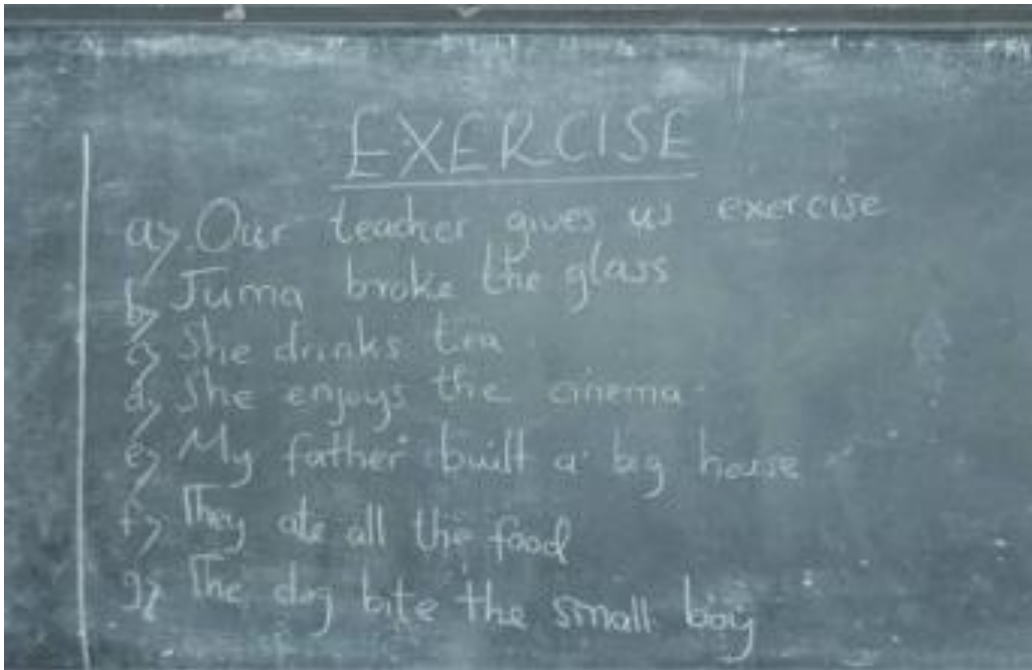 EXERCISE
a) Our teacher gives us exercise
b) Juma broke the glass
c) She drinks tea
d) She enjoys the cinema.
e) My father built a big house
f) They ate all the food
g) The dog bite the small boy